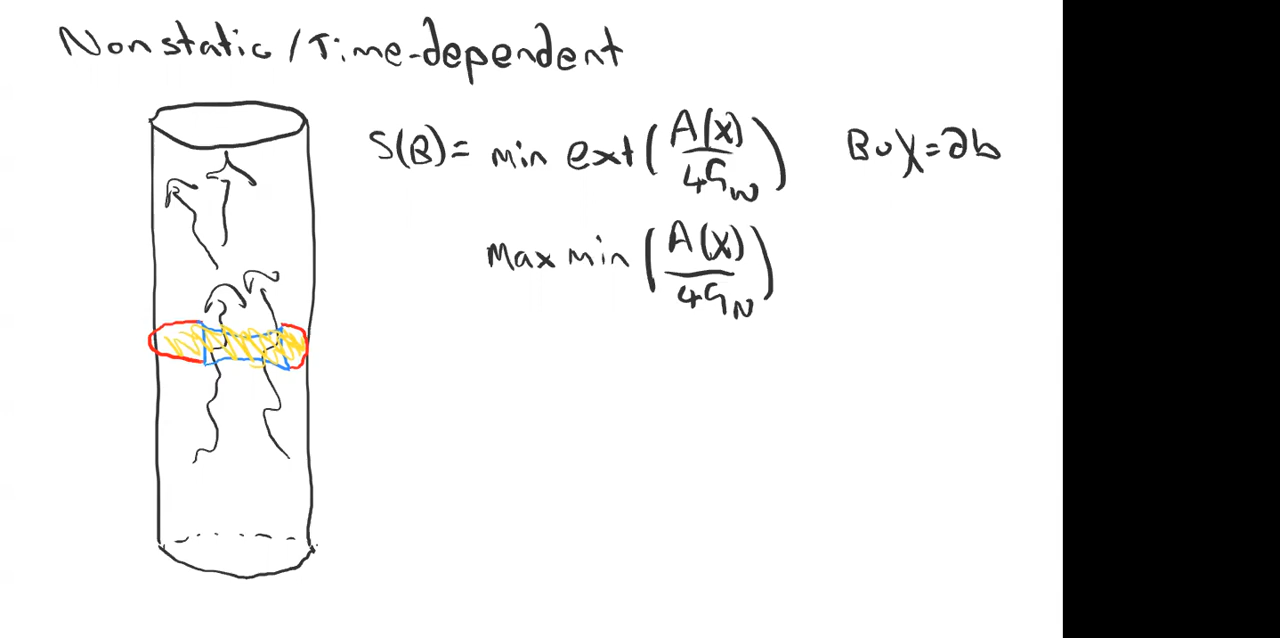 Nonstatic / Time-dependent
S(B) = min ext ( A(X) / 4G_N ) B ∪ X = ∂b
Max min ( A(X) / 4G_N )